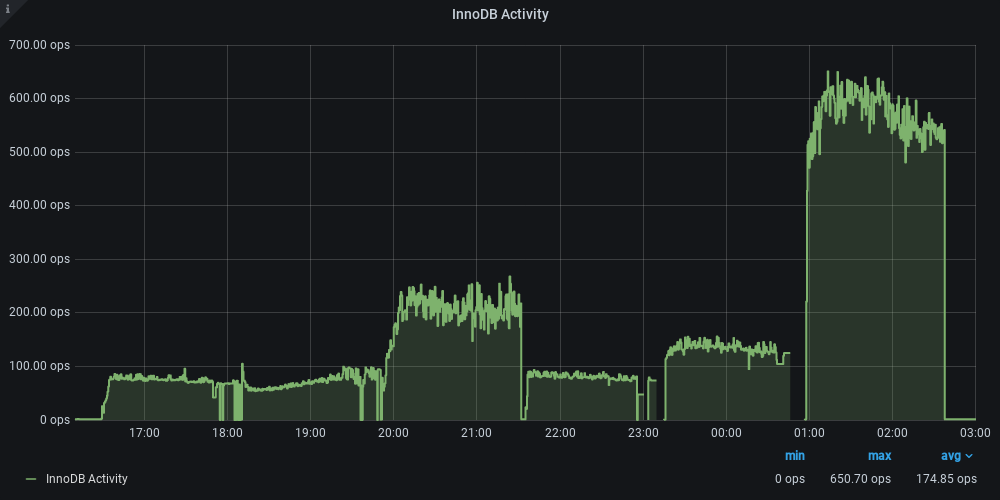 i
InnoDB Activity
700.00 ops
600.00 ops
500.00 ops
400.00 ops
300.00 ops
200.00 ops
100.00 ops
0 ops
17:00 18:00 19:00 20:00 21:00 22:00 23:00 00:00 01:00 02:00 03:00
min max avg
InnoDB Activity 0 ops 650.70 ops 174.85 ops